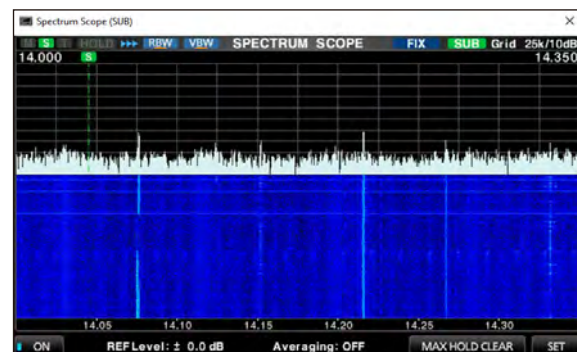 Spectrum Scope (SUB)
M S T HOLD RBW VBW SPECTRUM SCOPE FIX SUB Grid 25k/10dB
14.000 S 14.350
14.05 14.10 14.15 14.20 14.25 14.30
ON REF Level: ± 0.0 dB Averaging: OFF MAX HOLD CLEAR SET